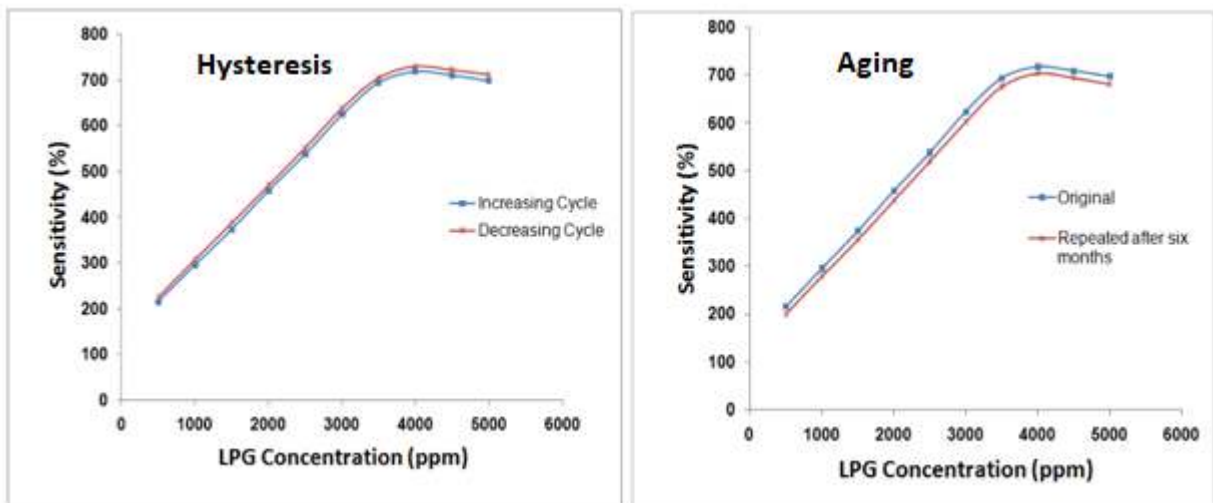 Hysteresis
Sensitivity (%)
800
700
600
500
400
300
200
100
0
0 1000 2000 3000 4000 5000 6000
LPG Concentration (ppm)
Increasing Cycle
Decreasing Cycle
Aging
Sensitivity (%)
800
700
600
500
400
300
200
100
0
0 1000 2000 3000 4000 5000 6000
LPG Concentration (ppm)
Original
Repeated after six
months